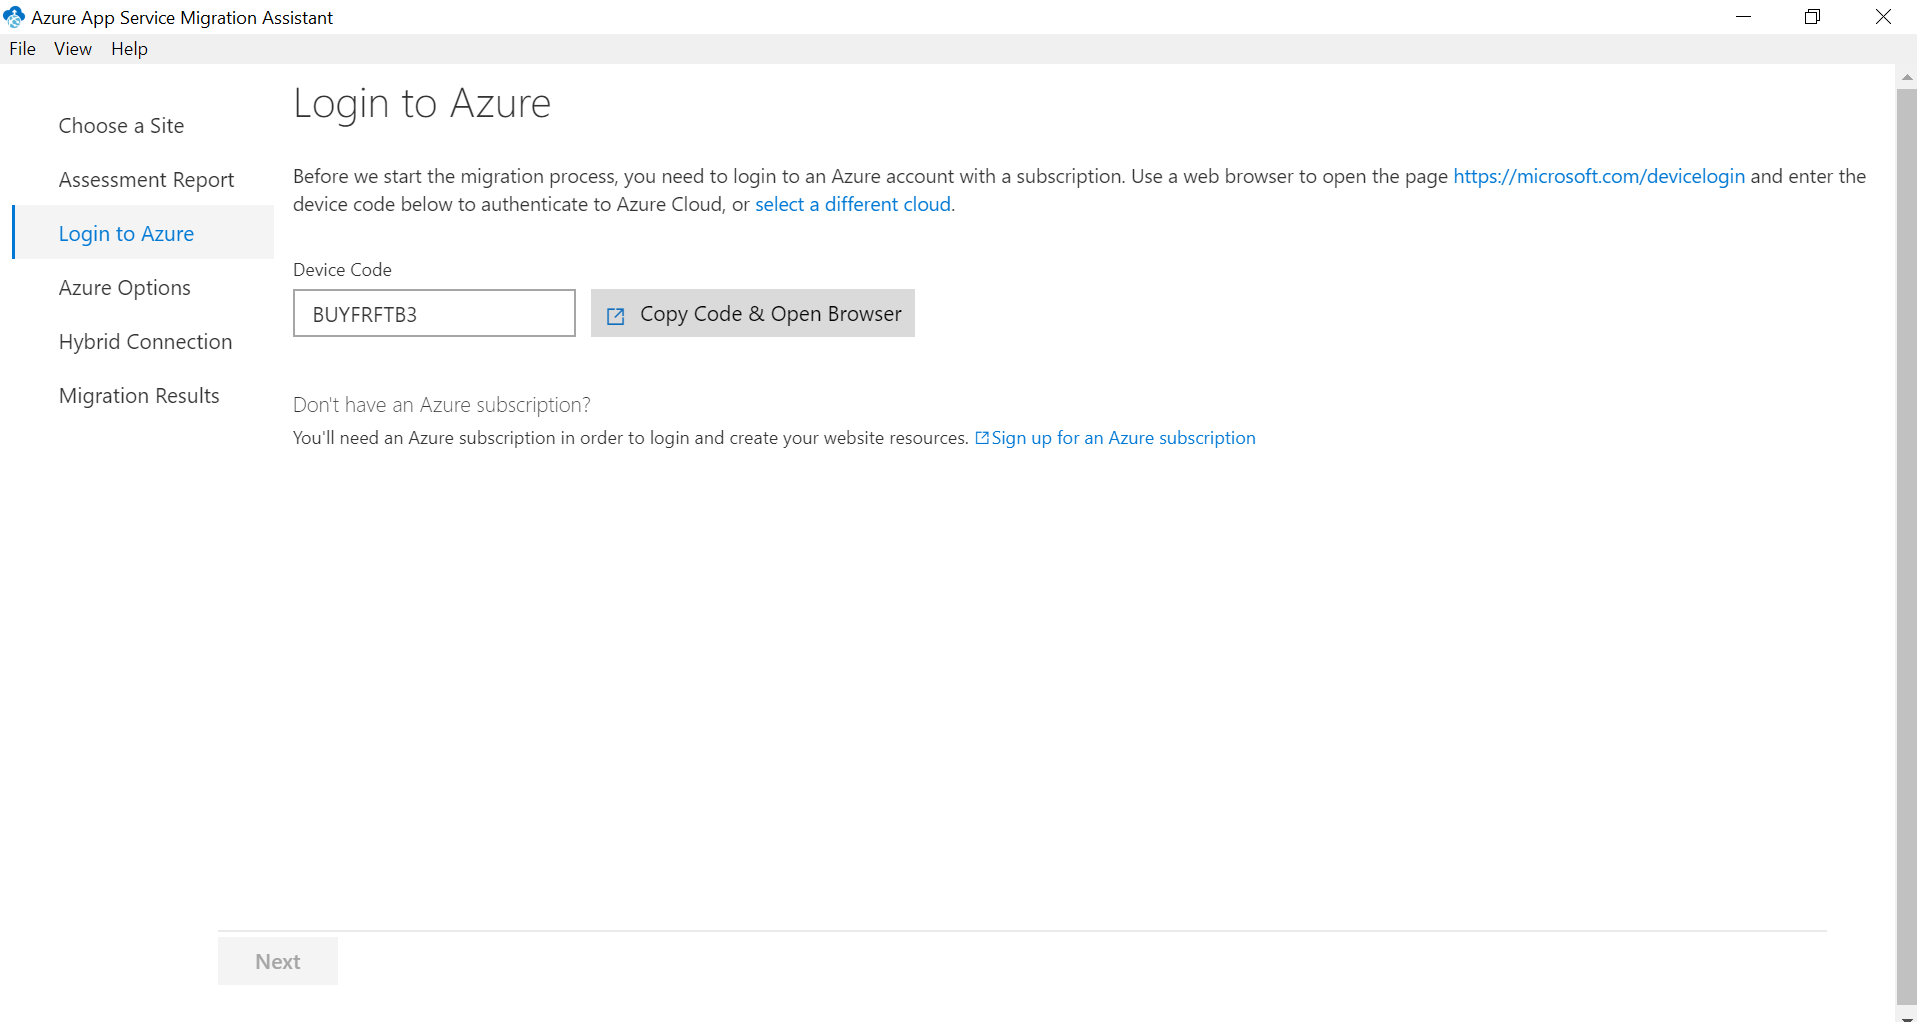 Azure App Service Migration Assistant
File View Help
Login to Azure
Choose a Site
Assessment Report
Login to Azure
Azure Options
Hybrid Connection
Migration Results
Before we start the migration process, you need to login to an Azure account with a subscription. Use a web browser to open the page https://microsoft.com/devicelogin and enter the
device code below to authenticate to Azure Cloud, or select a different cloud.
Device Code
BUYFRFTB3
Copy Code & Open Browser
Don't have an Azure subscription?
You'll need an Azure subscription in order to login and create your website resources. Sign up for an Azure subscription
Next